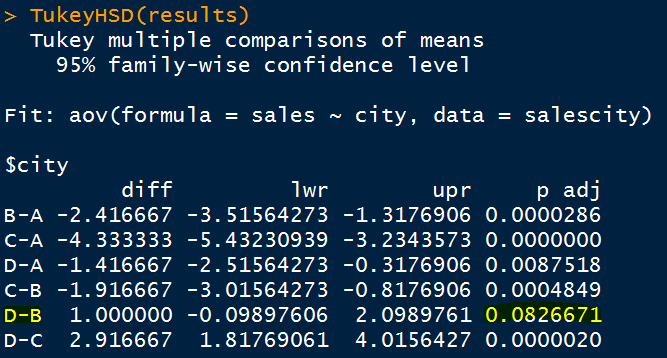 > TukeyHSD(results)
Tukey multiple comparisons of means
95% family-wise confidence level
Fit: aov(formula = sales ~ city, data = salescity)
$city
diff lwr upr p adj
B-A -2.416667 -3.51564273 -1.3176906 0.0000286
C-A -4.333333 -5.43230939 -3.2343573 0.0000000
D-A -1.416667 -2.51564273 -0.3176906 0.0087518
C-B -1.916667 -3.01564273 -0.8176906 0.0004849
D-B 1.000000 -0.09897606 2.0989761 0.0826671
D-C 2.916667 1.81769061 4.0156427 0.0000020